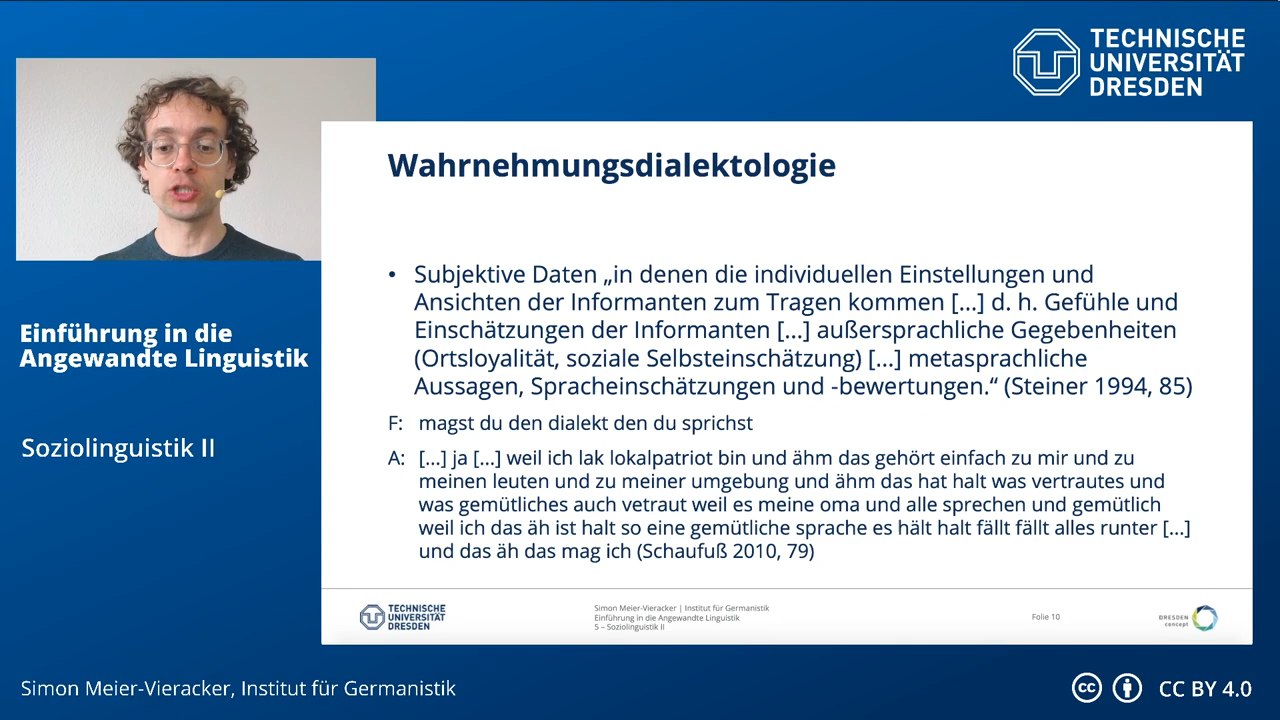 TECHNISCHE
UNIVERSITÄT
DRESDEN
Einführung in die
Angewandte Linguistik
Soziolinguistik II
Wahrnehmungsdialektologie
• Subjektive Daten „in denen die individuellen Einstellungen und
Ansichten der Informanten zum Tragen kommen [...] d. h. Gefühle und
Einschätzungen der Informanten [...] außersprachliche Gegebenheiten
(Ortsloyalität, soziale Selbsteinschätzung) [...] metasprachliche
Aussagen, Spracheinschätzungen und -bewertungen.“ (Steiner 1994, 85)
F: magst du den dialekt den du sprichst
A: [...] ja [...] weil ich lak lokalpatriot bin und ähm das gehört einfach zu mir und zu
meinen leuten und zu meiner umgebung und ähm das hat halt was vertrautes und
was gemütliches auch vetraut weil es meine oma und alle sprechen und gemütlich
weil ich das äh ist halt so eine gemütliche sprache es hält halt fällt fällt alles runter [...]
und das äh das mag ich (Schaufuß 2010, 79)
TECHNISCHE
UNIVERSITÄT
DRESDEN
Simon Meier-Vieracker | Institut für Germanistik
Einführung in die Angewandte Linguistik
5 – Soziolinguistik II
Folie 10
DRESDEN
concept
Simon Meier-Vieracker, Institut für Germanistik
cc
CC BY 4.0